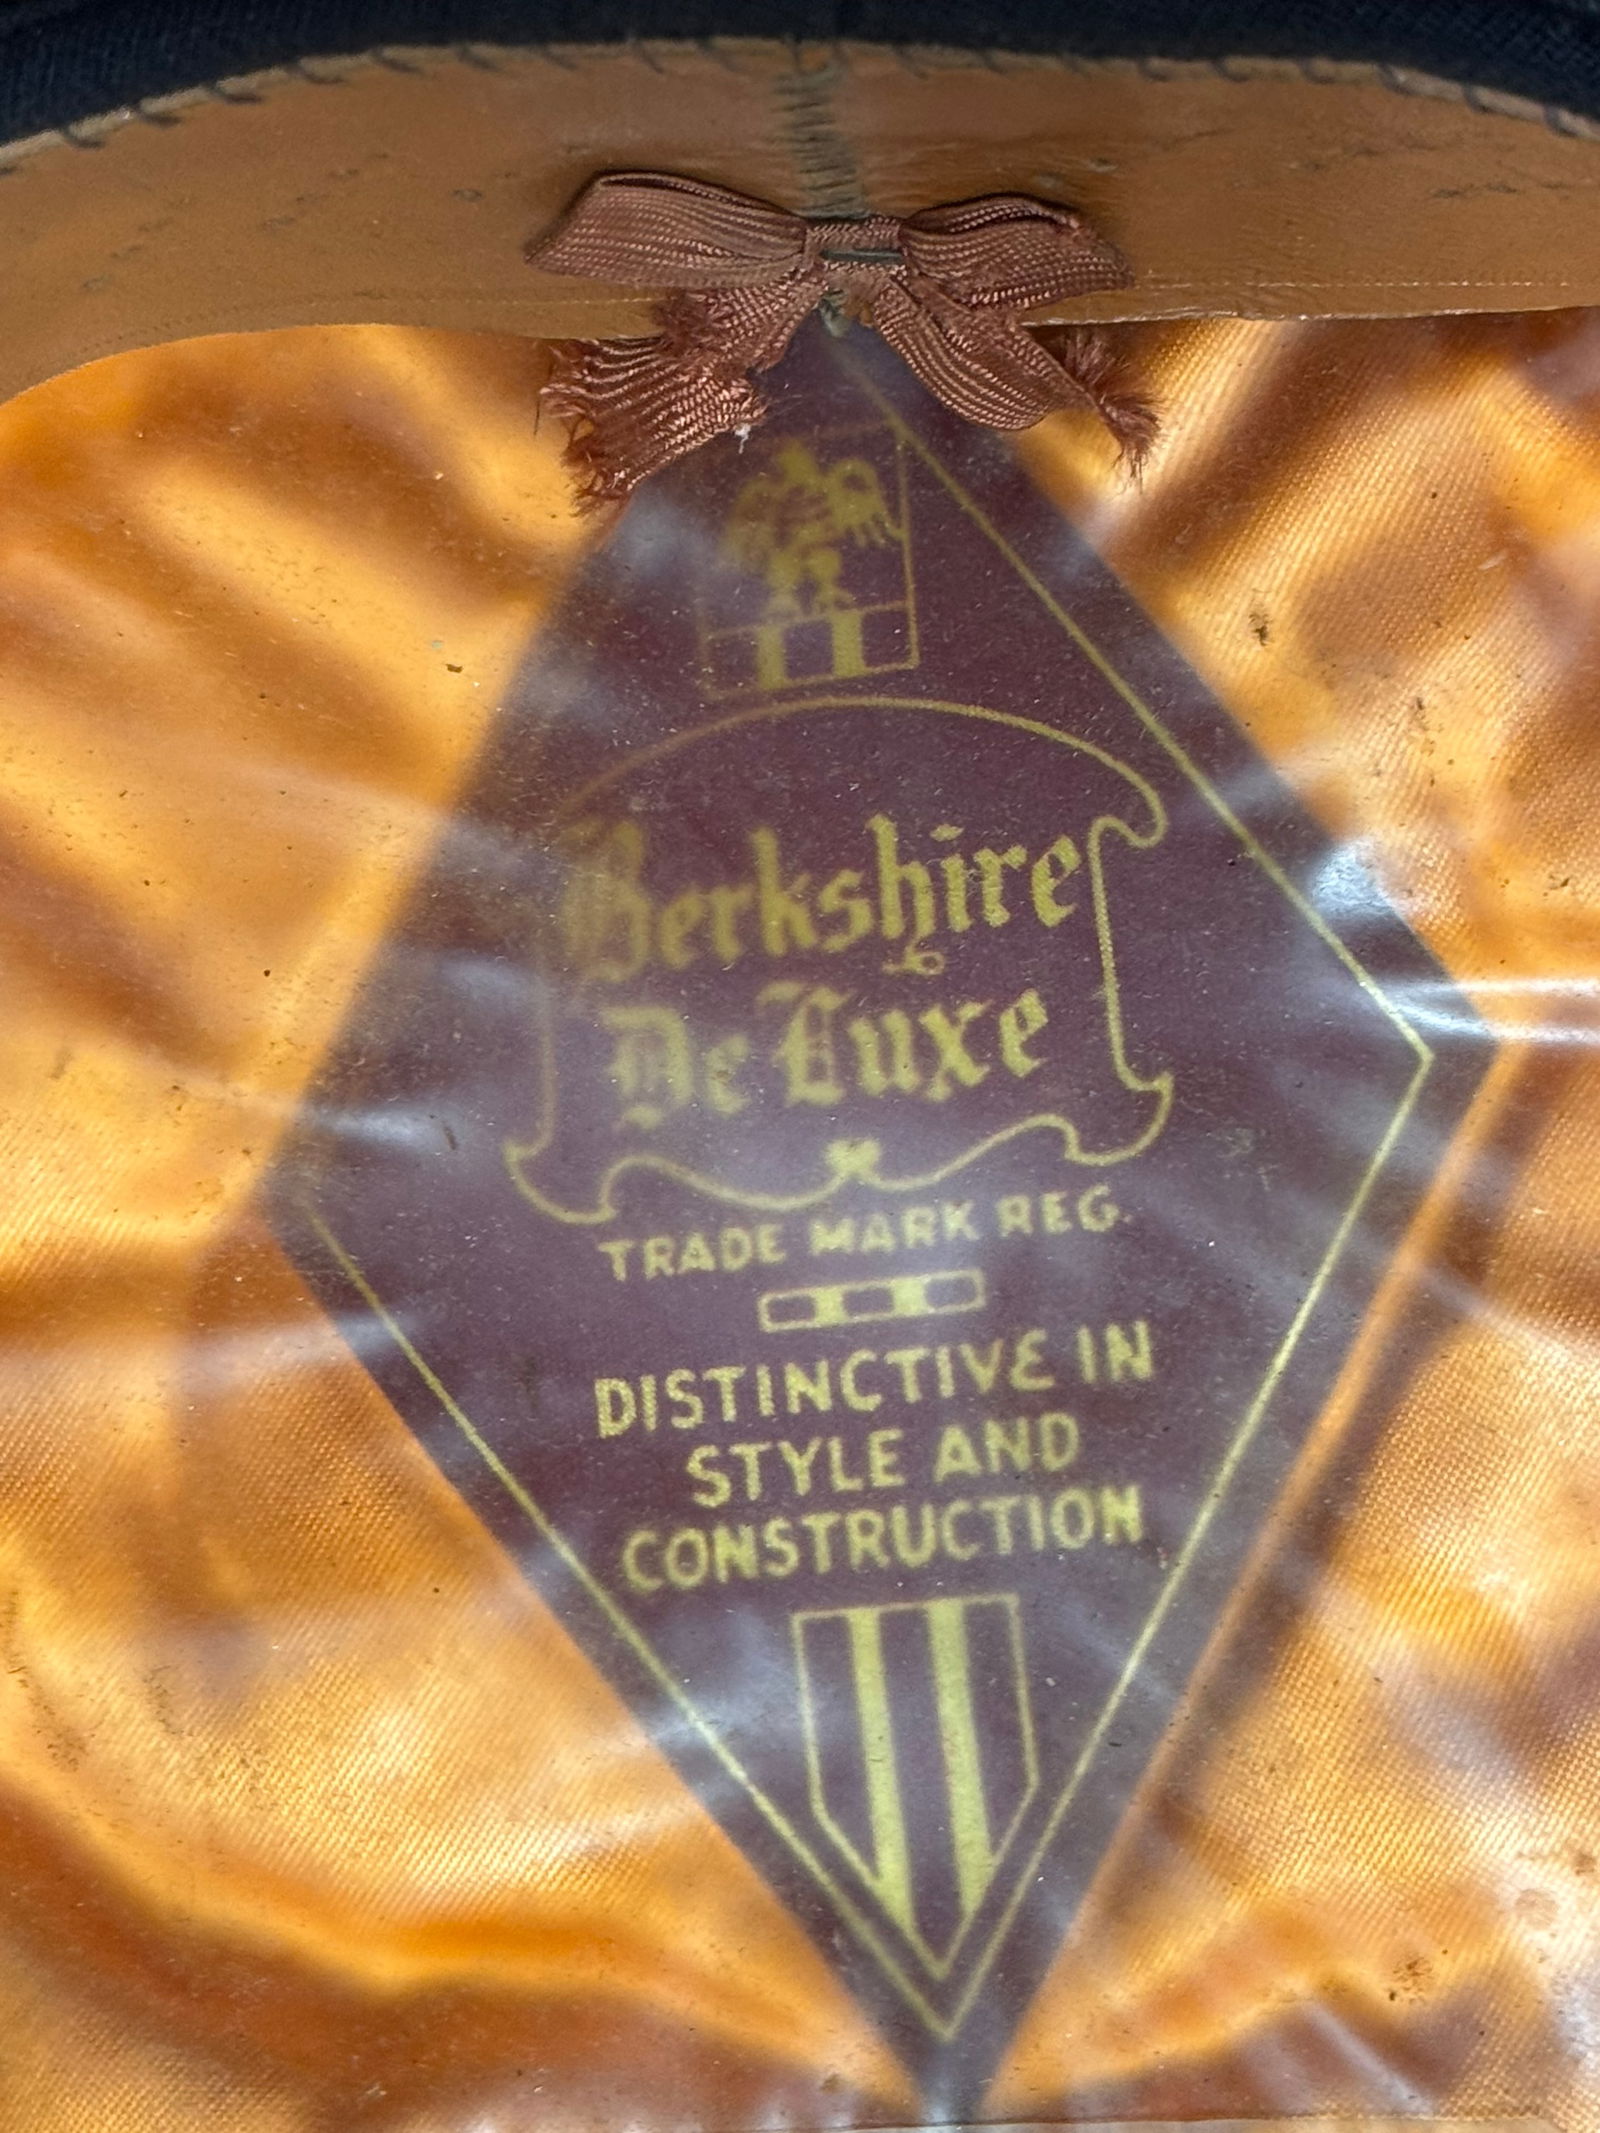 Berkshire
De Luxe
TRADE MARK REG.
DISTINCTIVE IN
STYLE AND
CONSTRUCTION